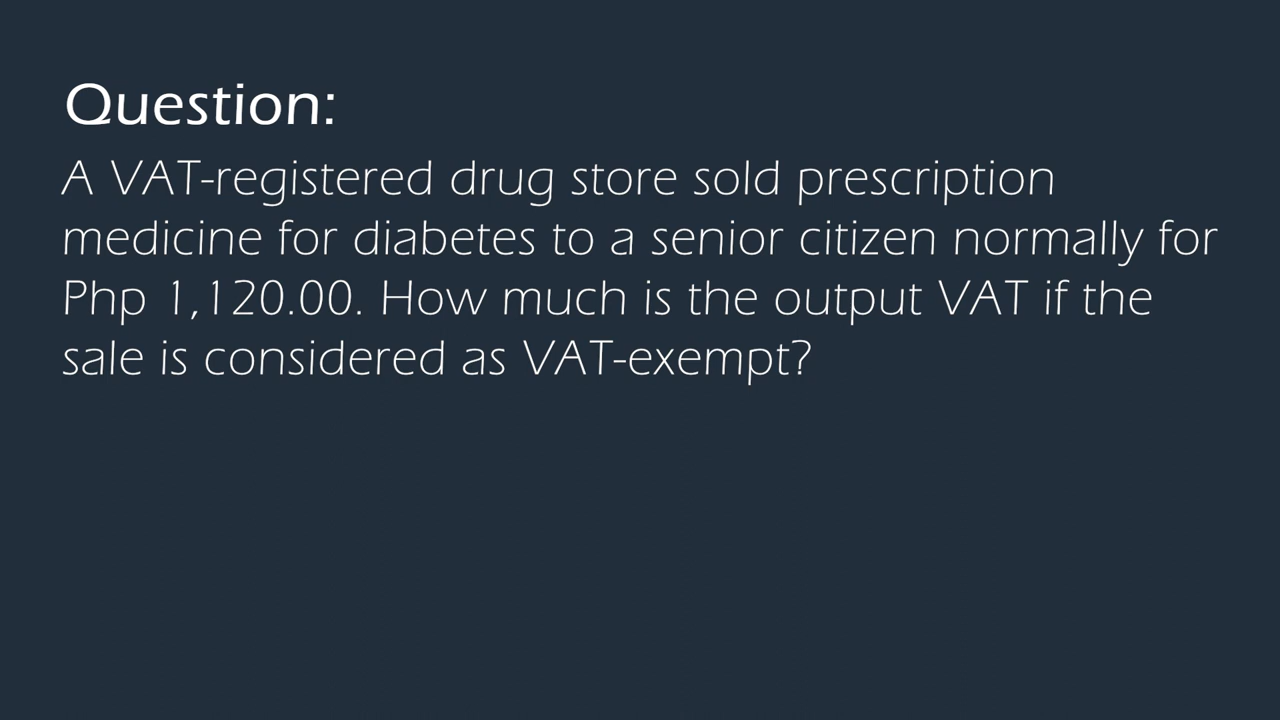 Question:
A VAT-registered drug store sold prescription
medicine for diabetes to a senior citizen normally for
Php 1,120.00. How much is the output VAT if the
sale is considered as VAT-exempt?